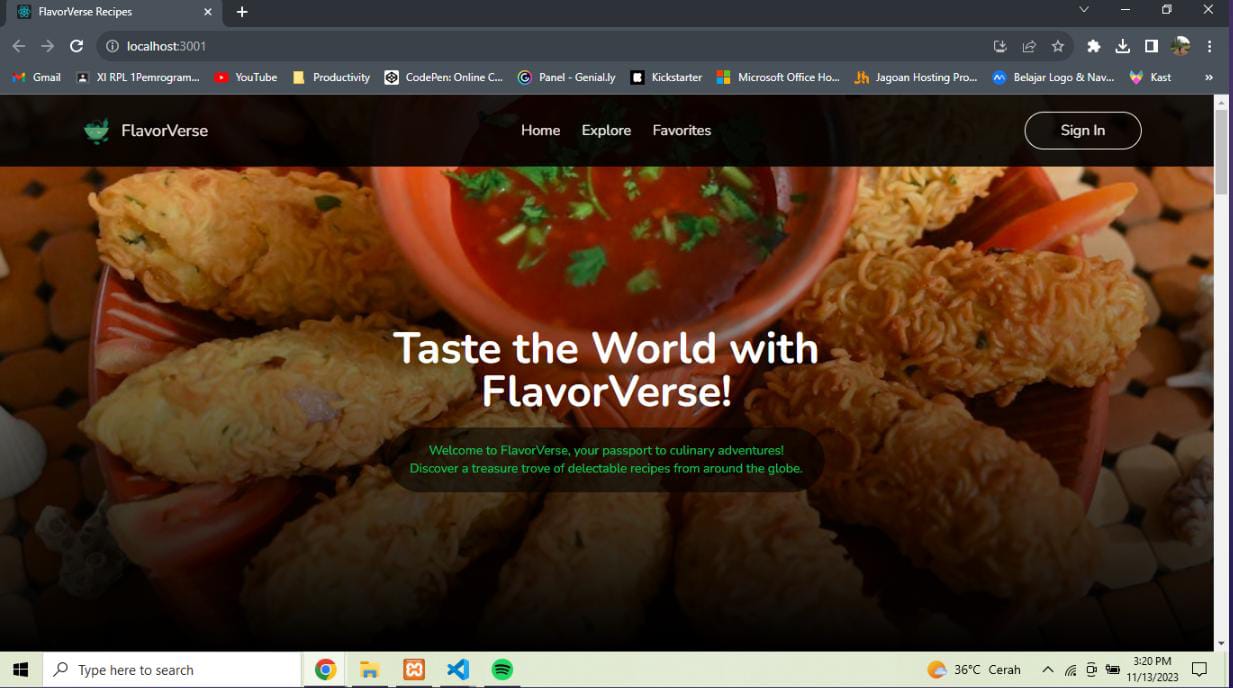 FlavorVerse Recipes
localhost:3001
Gmail
XI RPL 1Pemrogram...
YouTube
Productivity
CodePen: Online C...
Panel - Genial.ly
Kickstarter
Microsoft Office Ho...
Jagoan Hosting Pro...
Belajar Logo & Nav...
Kast
»
FlavorVerse
Home
Explore
Favorites
Sign In
Taste the World with
FlavorVerse!
Welcome to FlavorVerse, your passport to culinary adventures!
Discover a treasure trove of delectable recipes from around the globe.
Type here to search
36°C Cerah
3:20 PM
11/13/2023